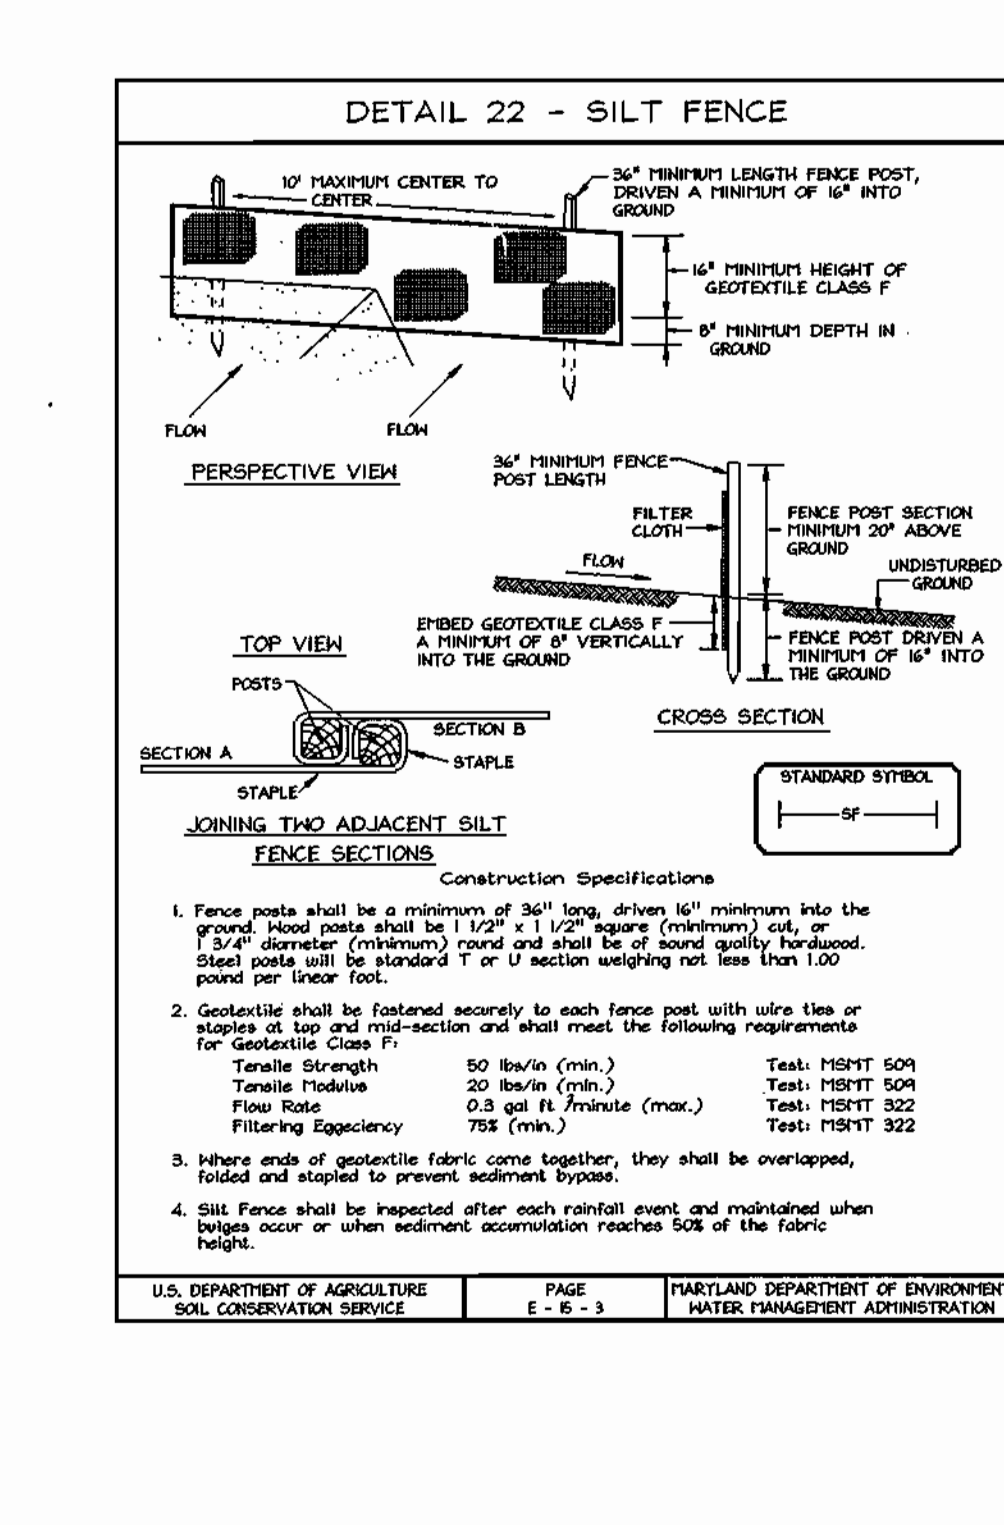 DETAIL 22 - SILT FENCE
10' MAXIMUM CENTER TO
CENTER
36" MINIMUM LENGTH FENCE POST,
DRIVEN A MINIMUM OF 16" INTO
GROUND
16" MINIMUM HEIGHT OF
GEOTEXTILE CLASS F
8" MINIMUM DEPTH IN
GROUND
FLOW
FLOW
PERSPECTIVE VIEW
36" MINIMUM FENCE
POST LENGTH
FILTER
CLOTH
FENCE POST SECTION
MINIMUM 20" ABOVE
GROUND
FLOW
UNDISTURBED
GROUND
EMBED GEOTEXTILE CLASS F
A MINIMUM OF 8" VERTICALLY
INTO THE GROUND
FENCE POST DRIVEN A
MINIMUM OF 16" INTO
THE GROUND
CROSS SECTION
TOP VIEW
POSTS
SECTION B
SECTION A
STAPLE
STAPLE
JOINING TWO ADJACENT SILT
FENCE SECTIONS
STANDARD SYMBOL
SF
Construction Specifications
1. Fence posts shall be a minimum of 36" long, driven 16" minimum into the
ground. Wood posts shall be 1 1/2" x 1 1/2" square (minimum) cut, or
1 3/4" diameter (minimum) round and shall be of sound quality hardwood.
Steel posts will be standard T or U section weighing not less than 1.00
pound per linear foot.
2. Geotextile shall be fastened securely to each fence post with wire ties or
staples at top and mid-section and shall meet the following requirements
for Geotextile Class F:
Tensile Strength 50 lbs/in (min.) Test: MSMT 509
Tensile Modulus 20 lbs/in (min.) Test: MSMT 509
Flow Rate 0.3 gal ft ²/minute (max.) Test: MSMT 322
Filtering Eggeciency 75% (min.) Test: MSMT 322
3. Where ends of geotextile fabric come together, they shall be overlapped,
folded and stapled to prevent sediment bypass.
4. Silt Fence shall be inspected after each rainfall event and maintained when
bulges occur or when sediment accumulation reaches 50% of the fabric
height.
U.S. DEPARTMENT OF AGRICULTURE
SOIL CONSERVATION SERVICE
PAGE
E - 15 - 3
MARYLAND DEPARTMENT OF ENVIRONMEN
WATER MANAGEMENT ADMINISTRATION